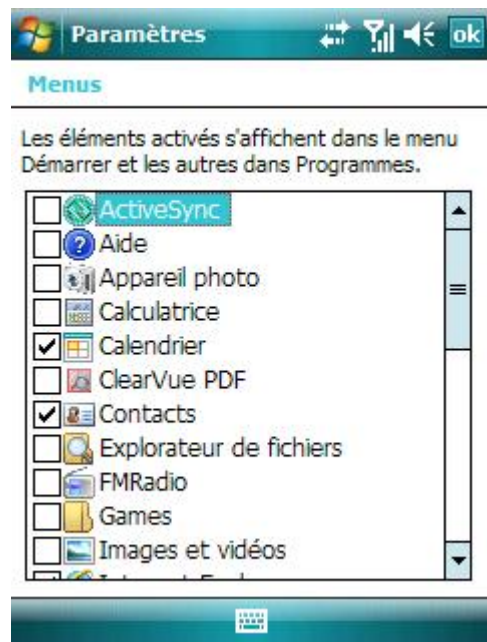 Paramètres
ok
Menus
Les éléments activés s'affichent dans le menu
Démarrer et les autres dans Programmes.
ActiveSync
Aide
Appareil photo
Calculatrice
Calendrier
ClearVue PDF
Contacts
Explorateur de fichiers
FMRadio
Games
Images et vidéos